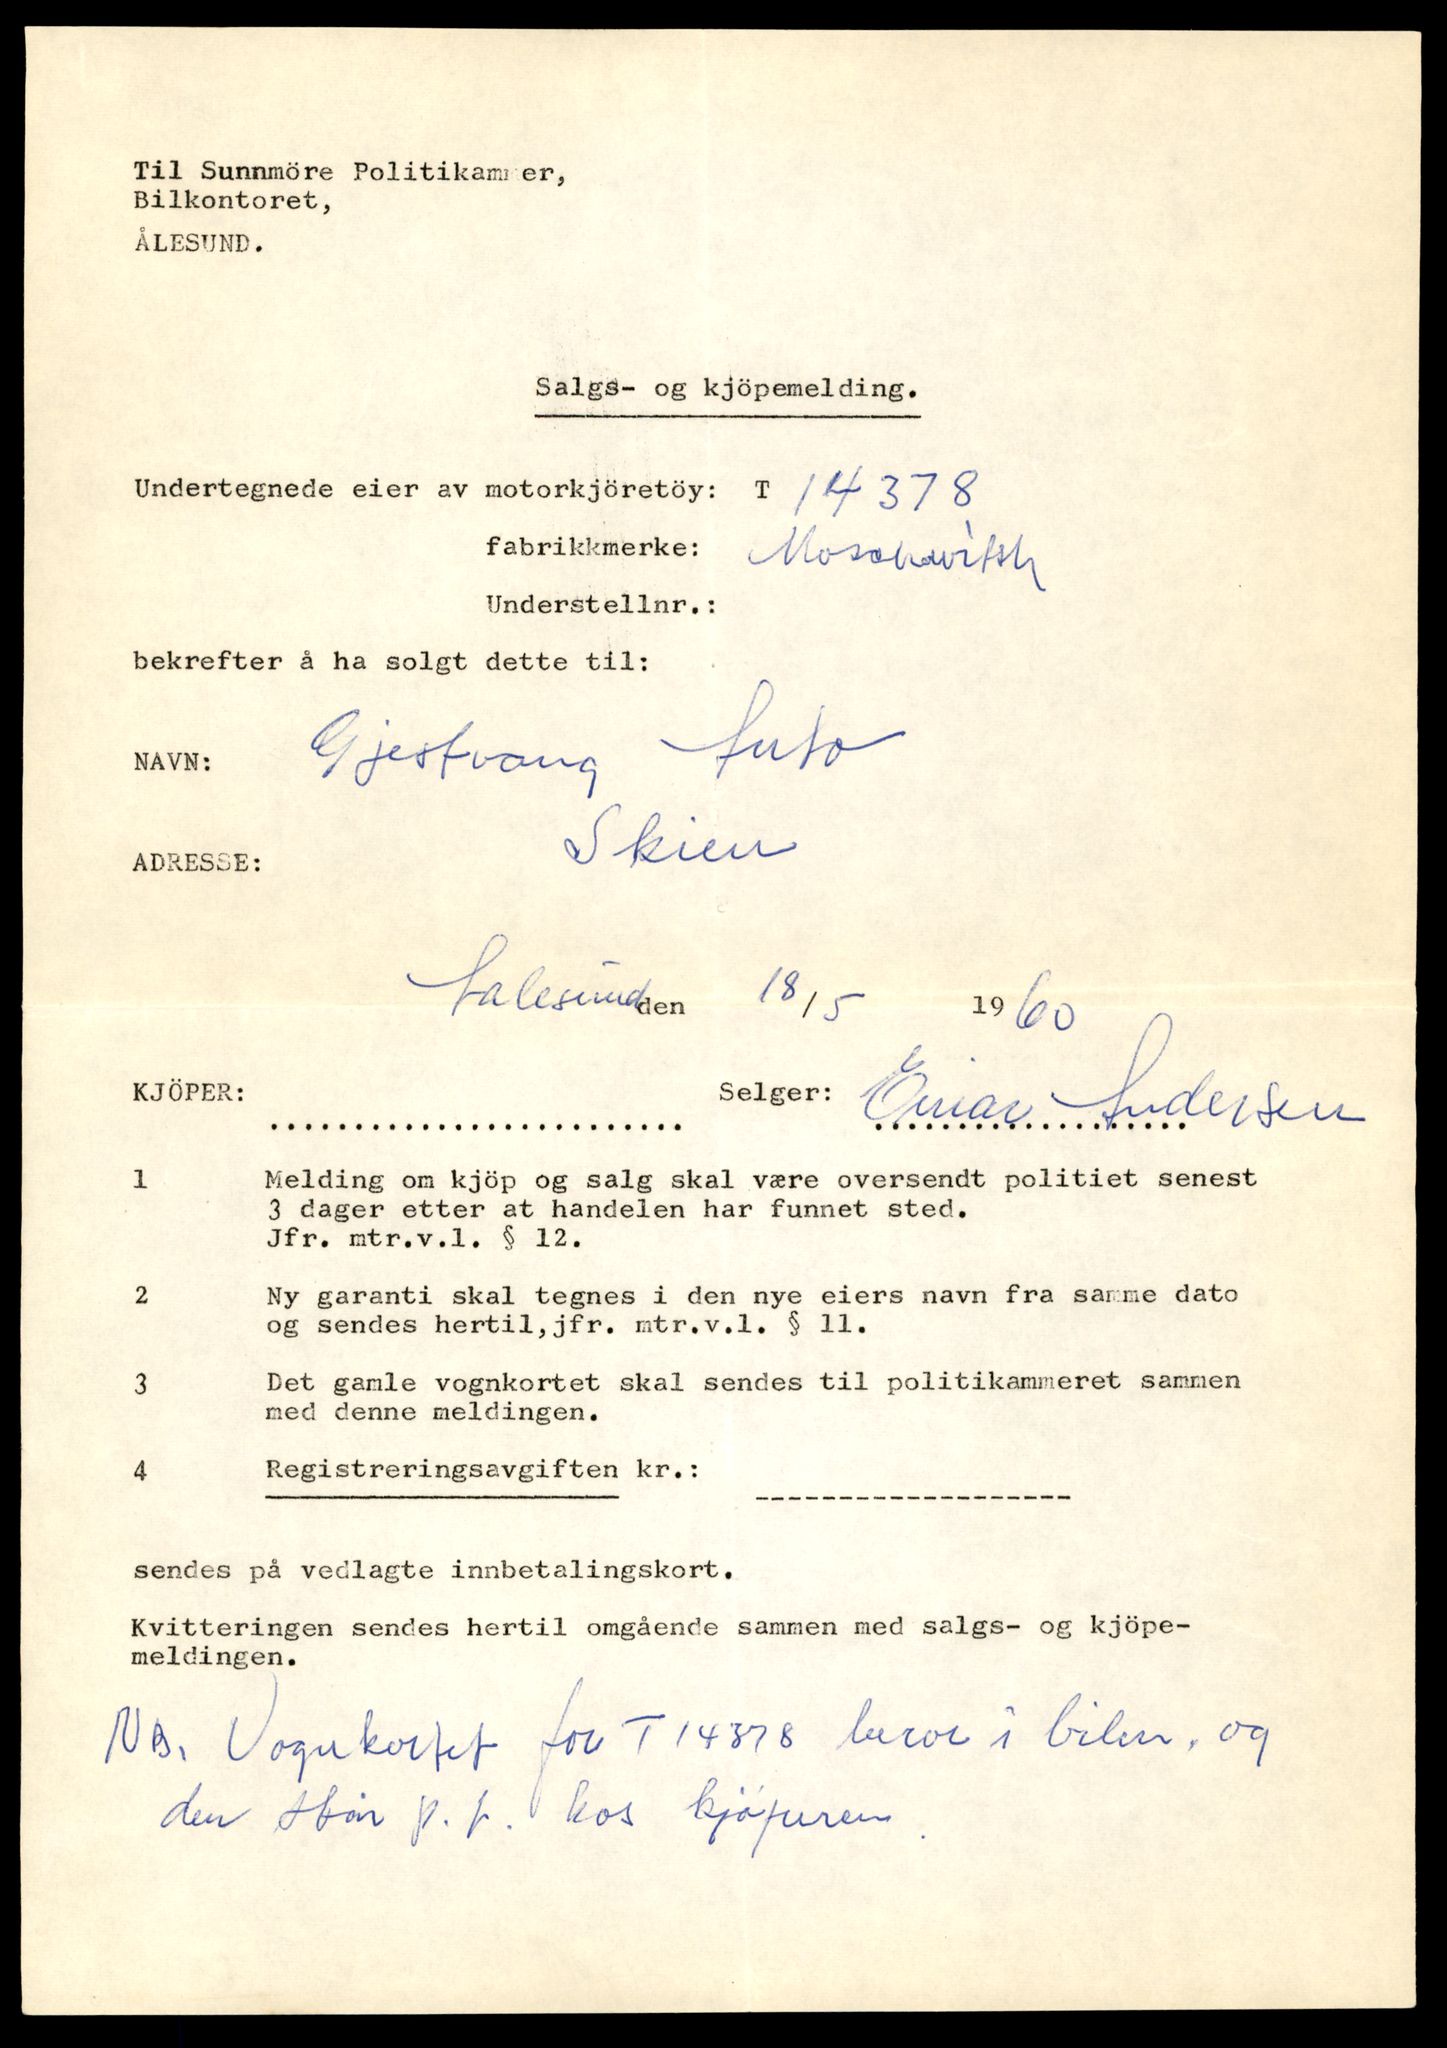 Til Sunnmöre Politikammer,
Bilkontoret,
ÅLESUND.
Salgs- og kjöpemelding.
Undertegnede eier av motorkjöretöy: T 14378
fabrikkmerke: Moschwitsh
Understellnr.:
bekrefter å ha solgt dette til:
NAVN: Gjestvang Auto
ADRESSE: Skien
Aalesund den 18/5 1960
KJÖPER: ......................... Selger: Einar Andersen
1 Melding om kjöp og salg skal være oversendt politiet senest
3 dager etter at handelen har funnet sted.
Jfr. mtr.v.l. § 12.
2 Ny garanti skal tegnes i den nye eiers navn fra samme dato
og sendes hertil,jfr. mtr.v.l. § 11.
3 Det gamle vognkortet skal sendes til politikammeret sammen
med denne meldingen.
4 Registreringsavgiften kr.: -------------------
sendes på vedlagte innbetalingskort.
Kvitteringen sendes hertil omgående sammen med salgs- og kjöpe-
meldingen.
NB. Vognkortet for T 14378 beror i bilen, og
den står p.t. hos kjöperen.